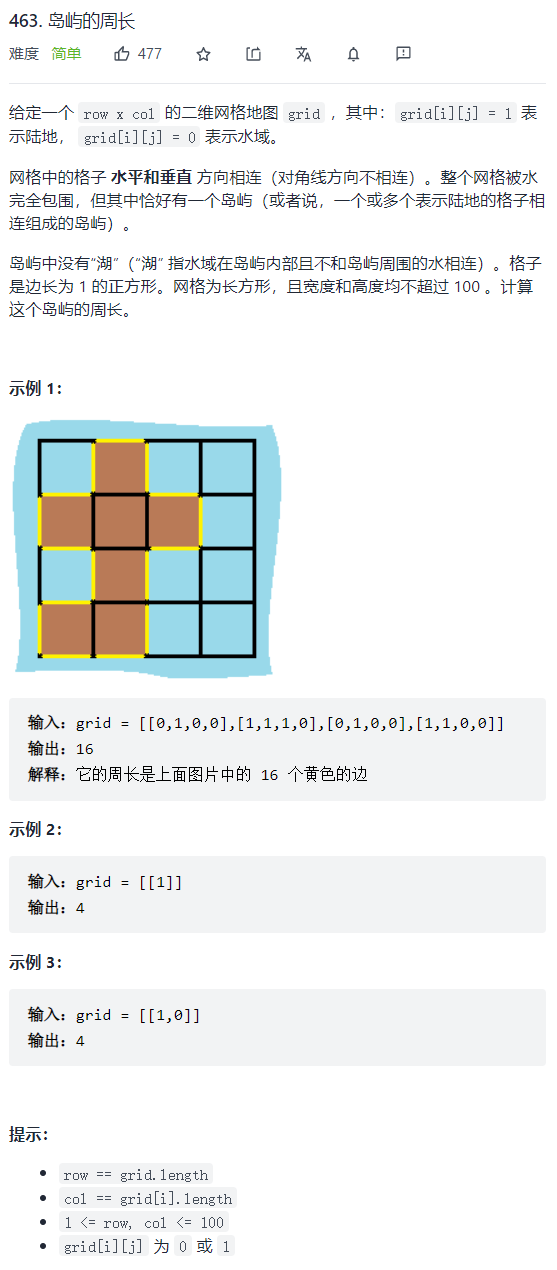 463. 岛屿的周长
难度 简单 477
给定一个 row x col 的二维网格地图 grid ，其中：grid[i][j] = 1 表
示陆地， grid[i][j] = 0 表示水域。
网格中的格子 水平和垂直 方向相连（对角线方向不相连）。整个网格被水
完全包围，但其中恰好有一个岛屿（或者说，一个或多个表示陆地的格子相
连组成的岛屿）。
岛屿中没有“湖”（“湖” 指水域在岛屿内部且不和岛屿周围的水相连）。格子
是边长为 1 的正方形。网格为长方形，且宽度和高度均不超过 100 。计算
这个岛屿的周长。
示例 1：
输入：grid = [[0,1,0,0],[1,1,1,0],[0,1,0,0],[1,1,0,0]]
输出：16
解释：它的周长是上面图片中的 16 个黄色的边
示例 2：
输入：grid = [[1]]
输出：4
示例 3：
输入：grid = [[1,0]]
输出：4
提示：
row == grid.length
col == grid[i].length
1 <= row, col <= 100
grid[i][j] 为 0 或 1